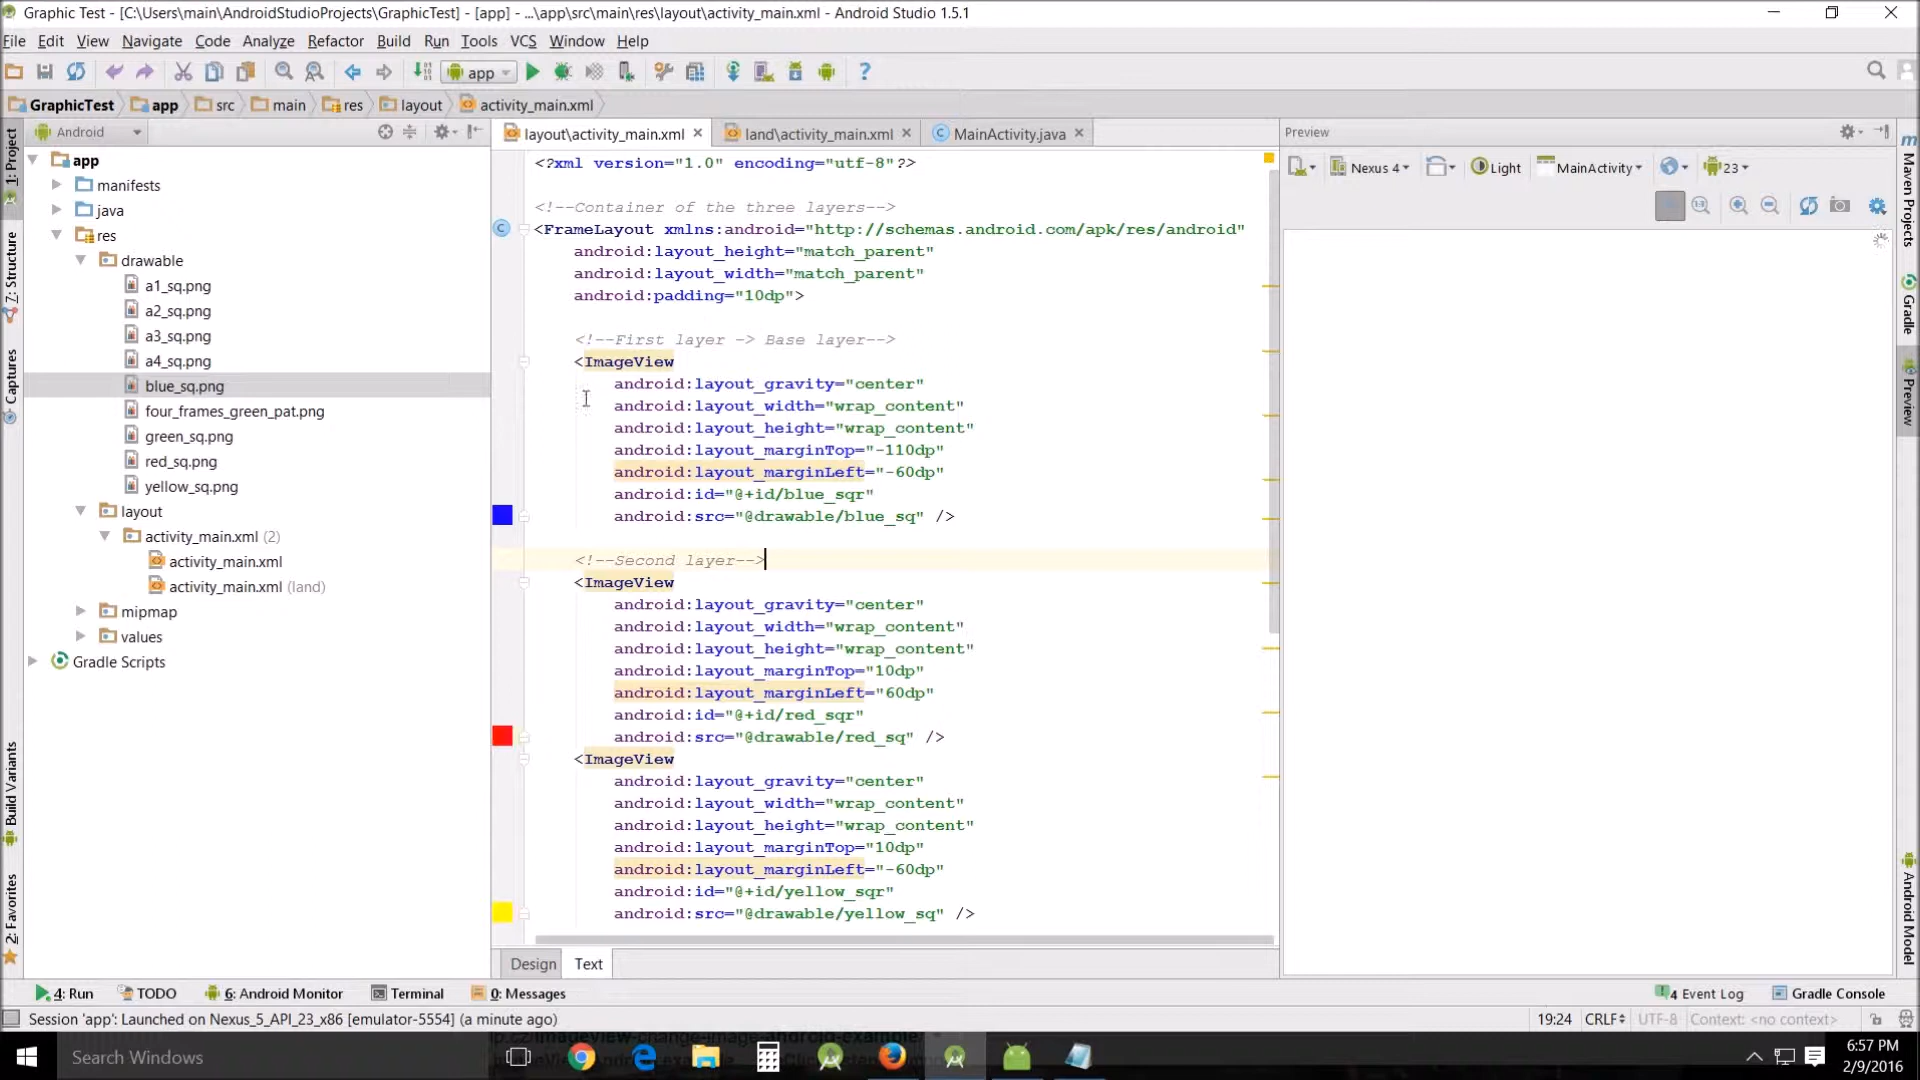 Graphic Test - [C:\Users\main\AndroidStudioProjects\GraphicTest] - [app] - ...\app\src\main\res\layout\activity_main.xml - Android Studio 1.5.1
File Edit View Navigate Code Analyze Refactor Build Run Tools VCS Window Help
app
GraphicTest app src main res layout activity_main.xml
Android
layout\activity_main.xml land\activity_main.xml MainActivity.java
Preview
1: Project
7: Structure
Captures
Build Variants
2: Favorites
app
manifests
java
res
drawable
a1_sq.png
a2_sq.png
a3_sq.png
a4_sq.png
blue_sq.png
four_frames_green_pat.png
green_sq.png
red_sq.png
yellow_sq.png
layout
activity_main.xml (2)
activity_main.xml
activity_main.xml (land)
mipmap
values
Gradle Scripts
<?xml version="1.0" encoding="utf-8"?>
<!--Container of the three layers-->
<FrameLayout xmlns:android="http://schemas.android.com/apk/res/android"
android:layout_height="match_parent"
android:layout_width="match_parent"
android:padding="10dp">
<!--First layer -> Base layer-->
<ImageView
android:layout_gravity="center"
android:layout_width="wrap_content"
android:layout_height="wrap_content"
android:layout_marginTop="-110dp"
android:layout_marginLeft="-60dp"
android:id="@+id/blue_sqr"
android:src="@drawable/blue_sq" />
<!--Second layer-->
<ImageView
android:layout_gravity="center"
android:layout_width="wrap_content"
android:layout_height="wrap_content"
android:layout_marginTop="10dp"
android:layout_marginLeft="60dp"
android:id="@+id/red_sqr"
android:src="@drawable/red_sq" />
<ImageView
android:layout_gravity="center"
android:layout_width="wrap_content"
android:layout_height="wrap_content"
android:layout_marginTop="10dp"
android:layout_marginLeft="-60dp"
android:id="@+id/yellow_sqr"
android:src="@drawable/yellow_sq" />
Design Text
Nexus 4 Light MainActivity 23
Maven Projects
Gradle
Preview
Android Model
4: Run TODO 6: Android Monitor Terminal 0: Messages 4 Event Log Gradle Console
Session 'app': Launched on Nexus_5_API_23_x86 [emulator-5554] (a minute ago) 19:24 CRLF UTF-8 Context: <no context>
Search Windows
6:57 PM
2/9/2016